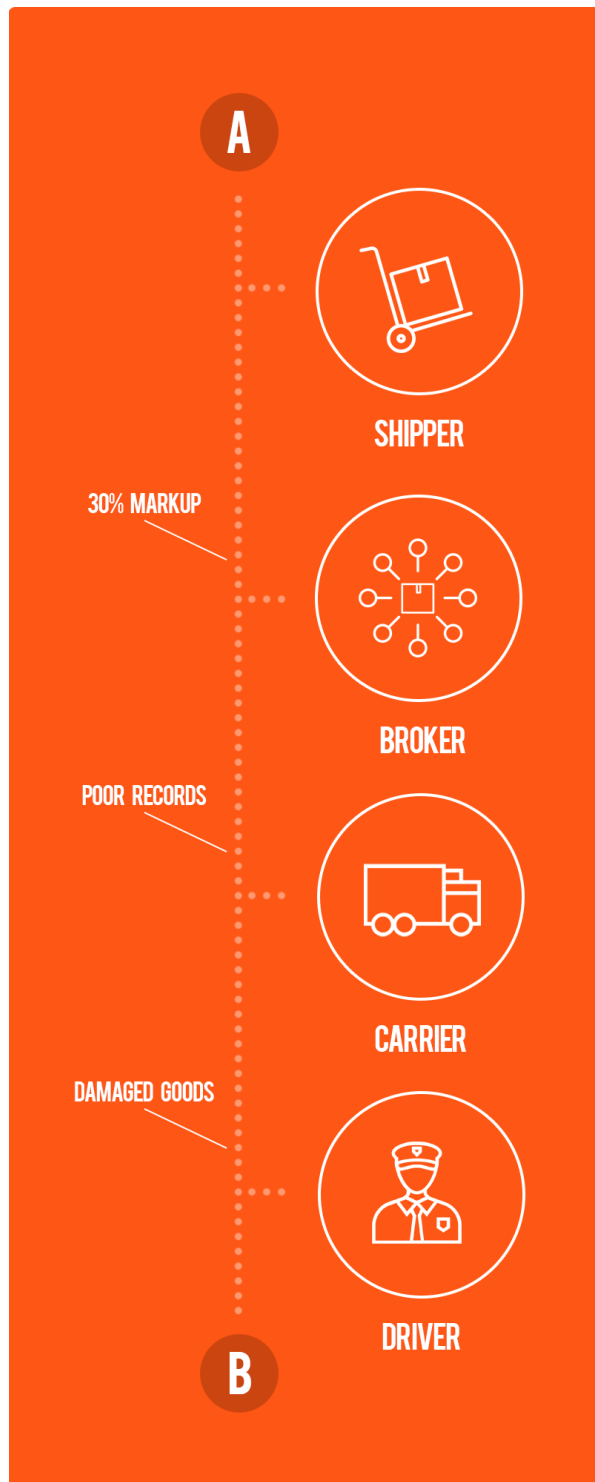 A
SHIPPER
30% MARKUP
BROKER
POOR RECORDS
CARRIER
DAMAGED GOODS
DRIVER
B